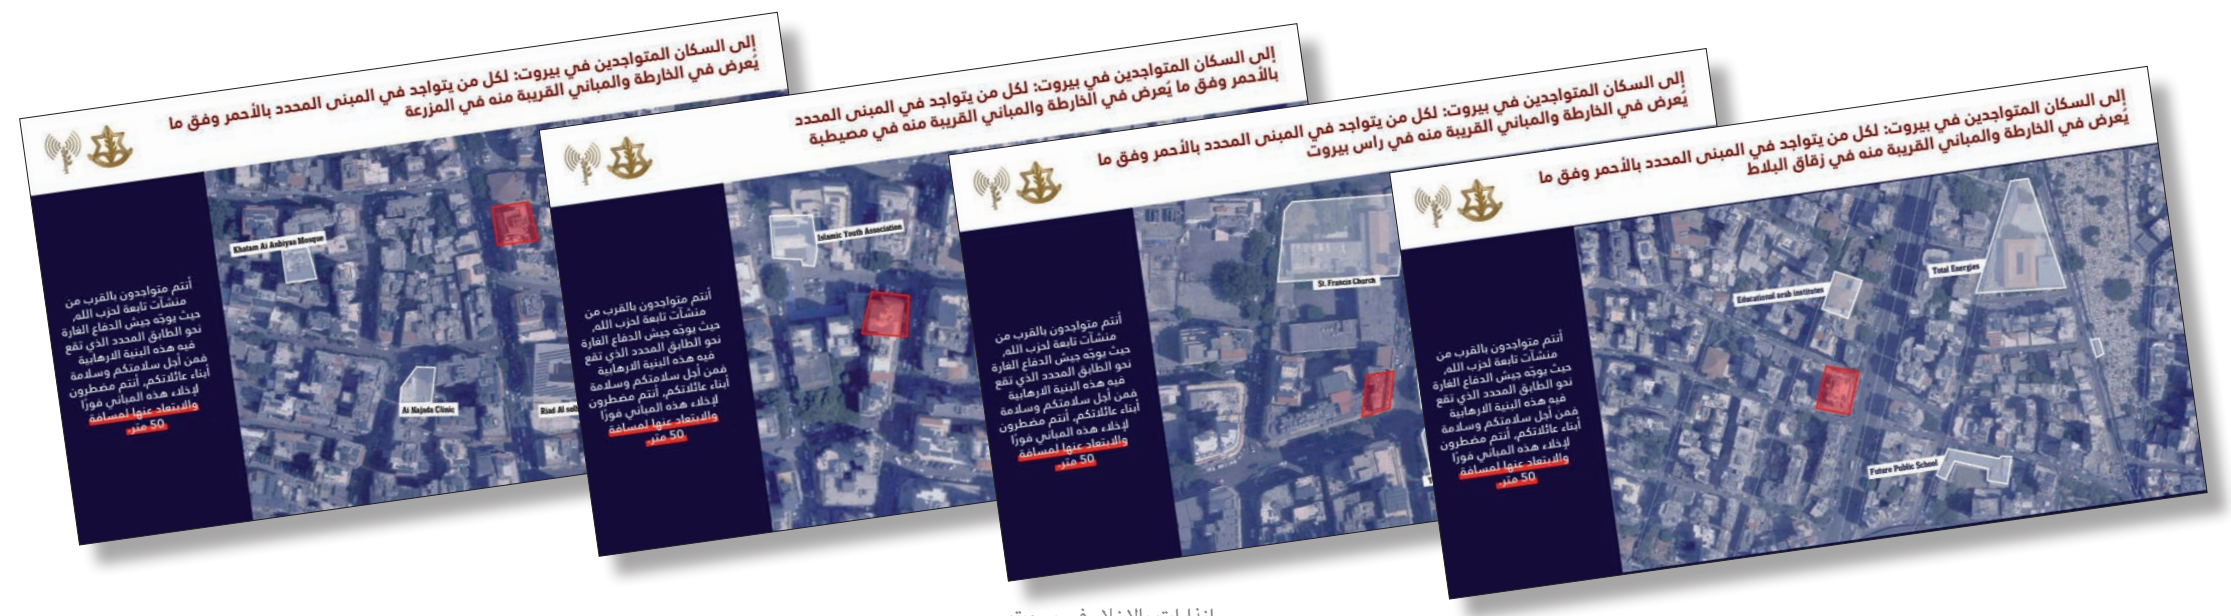 إلى السكان المتواجدين في بيروت: لكل من يتواجد في المبنى المحدد بالأحمر وفق ما
يُعرض في الخارطة والمباني القريبة منه في المزرعة
Khatam Al Anbiyaa Mosque
Al Najada Clinic
Riad Al
أنتم متواجدون بالقرب من
منشآت تابعة لحزب الله,
حيث يوجّه جيش الدفاع الغارة
نحو الطابق المحدد الذي تقع
فيه هذه البنية الارهابية
فمن أجل سلامتكم وسلامة
أبناء عائلاتكم, أنتم مضطرون
لإخلاء هذه المباني فورًا
والابتعاد عنها لمسافة
50 متر.
إلى السكان المتواجدين في بيروت: لكل من يتواجد في المبنى المحدد
بالأحمر وفق ما يُعرض في الخارطة والمباني القريبة منه في مصيطبة
Islamic Youth Association
أنتم متواجدون بالقرب من
منشآت تابعة لحزب الله,
حيث يوجّه جيش الدفاع الغارة
نحو الطابق المحدد الذي تقع
فيه هذه البنية الارهابية
فمن أجل سلامتكم وسلامة
أبناء عائلاتكم, أنتم مضطرون
لإخلاء هذه المباني فورًا
والابتعاد عنها لمسافة
50 متر.
إلى السكان المتواجدين في بيروت: لكل من يتواجد في المبنى المحدد بالأحمر وفق ما
يُعرض في الخارطة والمباني القريبة منه في راس بيروت
St. Francis Church
أنتم متواجدون بالقرب من
منشآت تابعة لحزب الله,
حيث يوجّه جيش الدفاع الغارة
نحو الطابق المحدد الذي تقع
فيه هذه البنية الارهابية
فمن أجل سلامتكم وسلامة
أبناء عائلاتكم, أنتم مضطرون
لإخلاء هذه المباني فورًا
والابتعاد عنها لمسافة
50 متر.
إلى السكان المتواجدين في بيروت: لكل من يتواجد في المبنى المحدد بالأحمر وفق ما
يُعرض في الخارطة والمباني القريبة منه في زقاق البلاط
Total Energies
Educational arab institutes
Future Public School
أنتم متواجدون بالقرب من
منشآت تابعة لحزب الله,
حيث يوجّه جيش الدفاع الغارة
نحو الطابق المحدد الذي تقع
فيه هذه البنية الارهابية
فمن أجل سلامتكم وسلامة
أبناء عائلاتكم, أنتم مضطرون
لإخلاء هذه المباني فورًا
والابتعاد عنها لمسافة
50 متر.